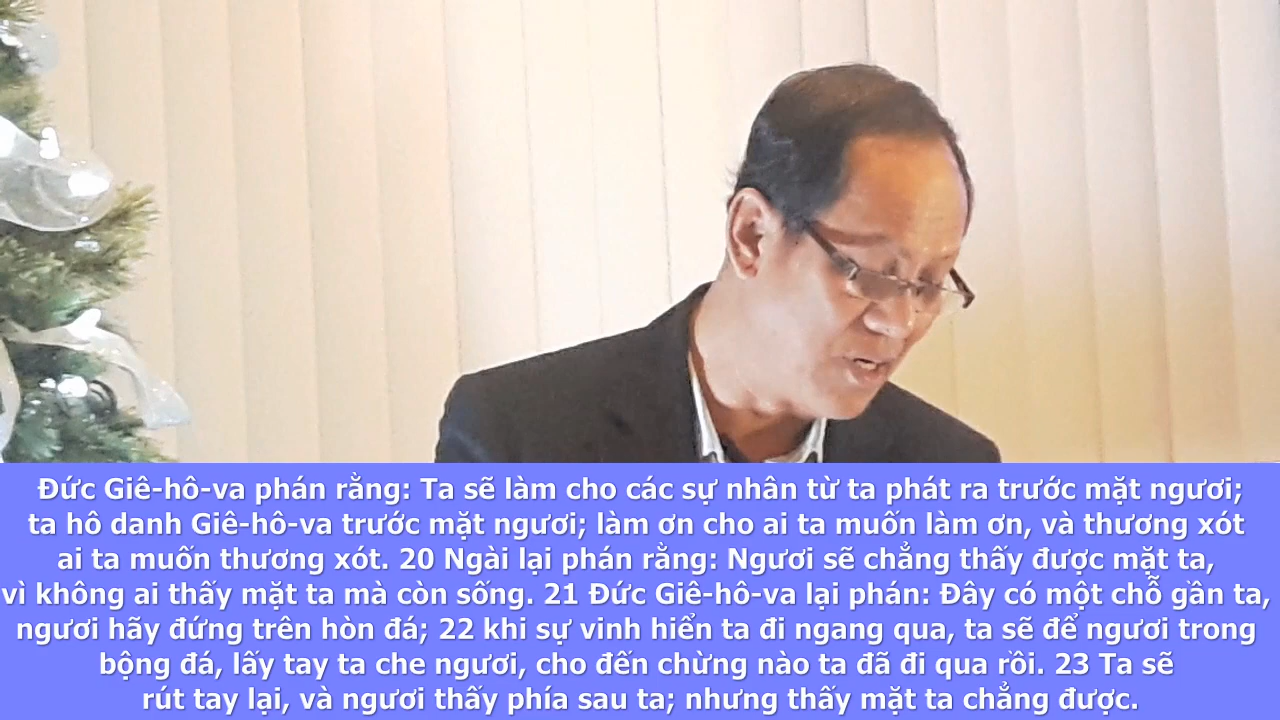 Đức Giê-hô-va phán rằng: Ta sẽ làm cho các sự nhân từ ta phát ra trước mặt ngươi;
ta hô danh Giê-hô-va trước mặt ngươi; làm ơn cho ai ta muốn làm ơn, và thương xót
ai ta muốn thương xót. 20 Ngài lại phán rằng: Ngươi sẽ chẳng thấy được mặt ta,
vì không ai thấy mặt ta mà còn sống. 21 Đức Giê-hô-va lại phán: Đây có một chỗ gần ta,
ngươi hãy đứng trên hòn đá; 22 khi sự vinh hiển ta đi ngang qua, ta sẽ để ngươi trong
bộng đá, lấy tay ta che ngươi, cho đến chừng nào ta đã đi qua rồi. 23 Ta sẽ
rút tay lại, và ngươi thấy phía sau ta; nhưng thấy mặt ta chẳng được.